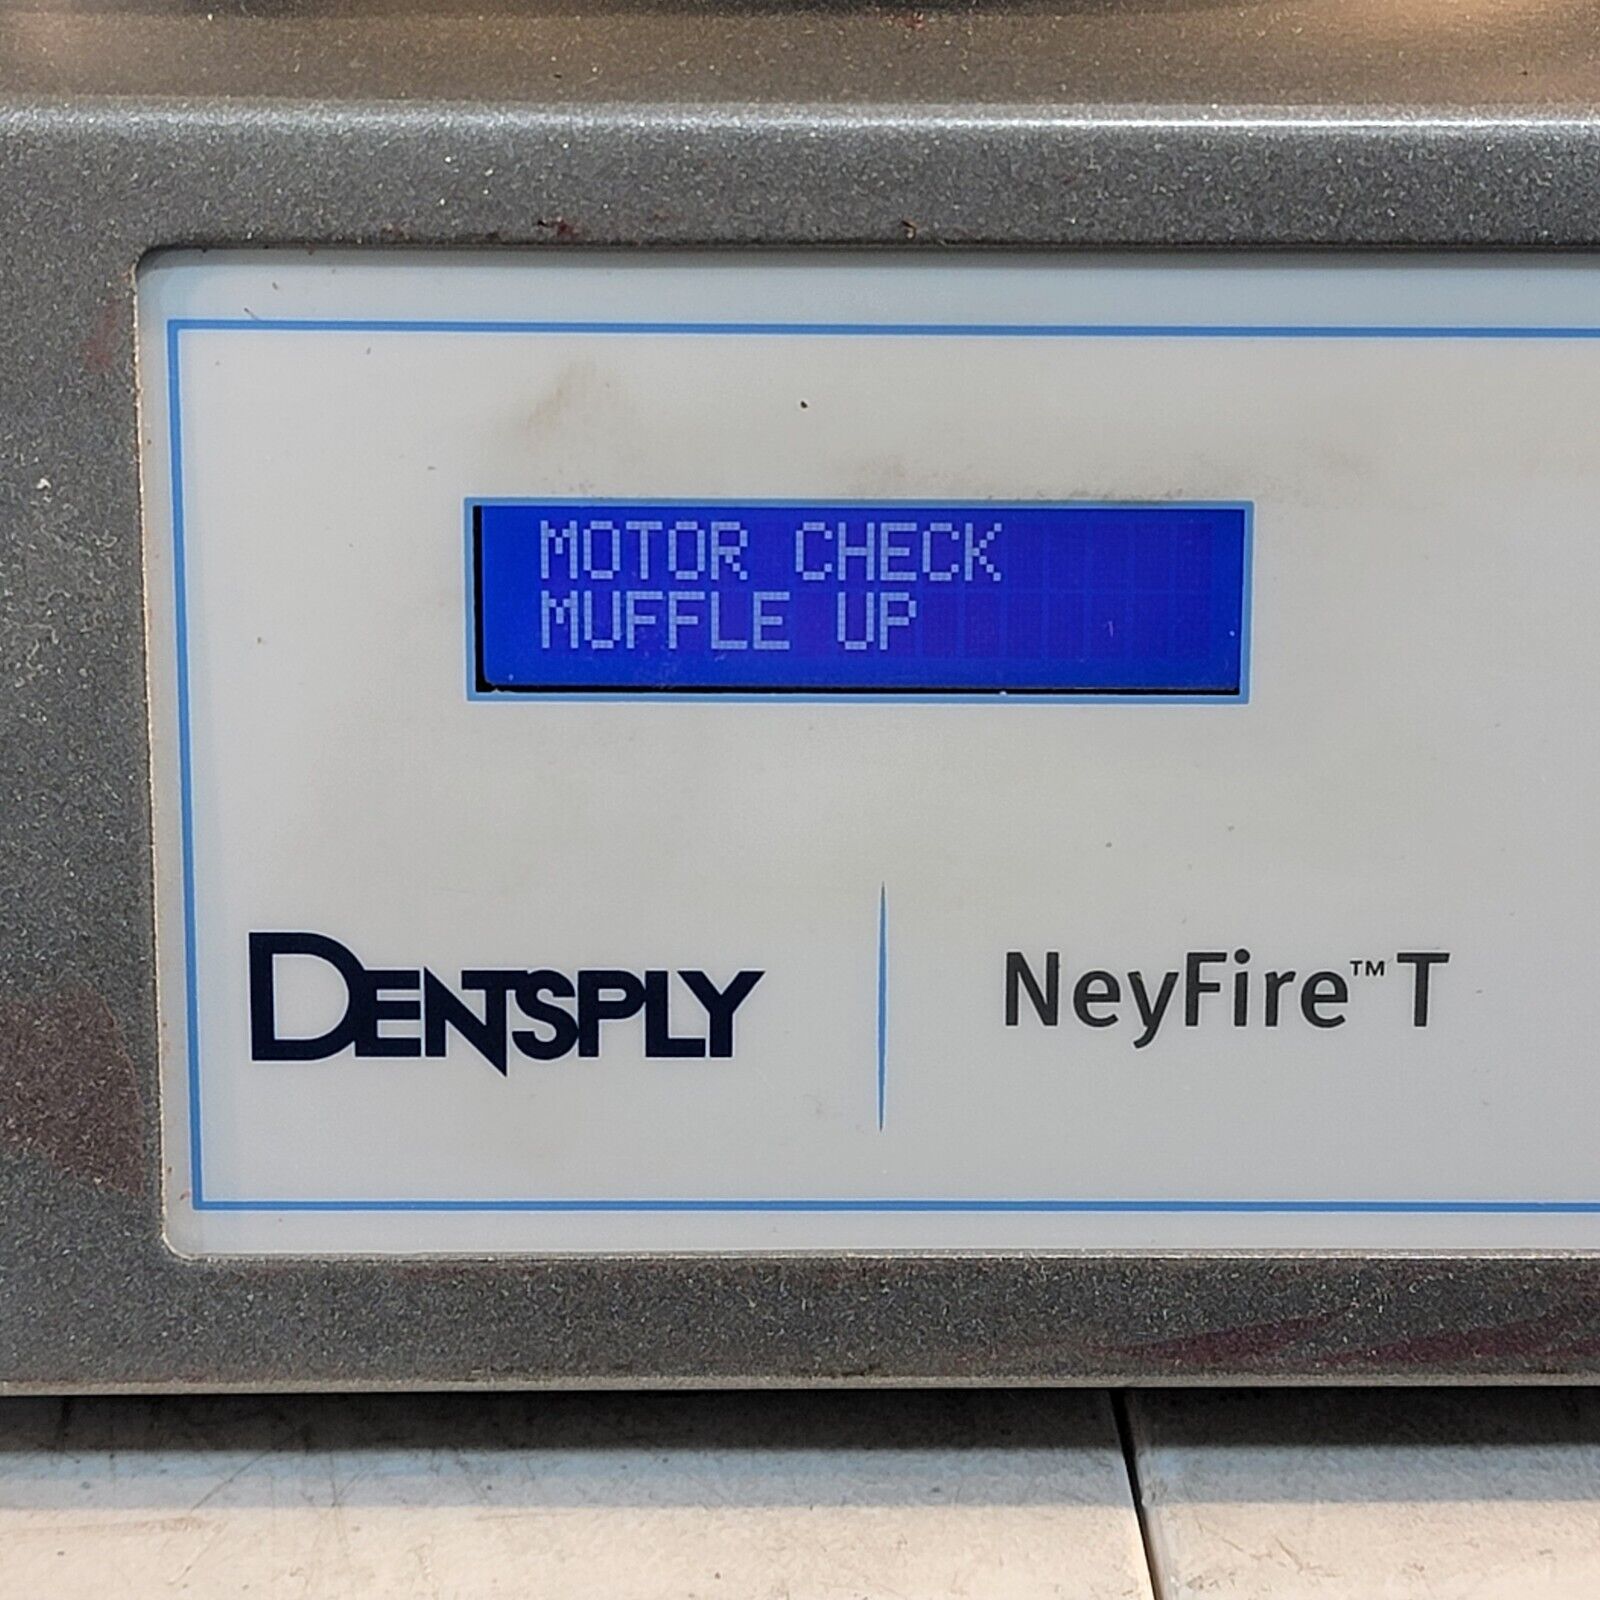 MOTOR CHECK
MUFFLE UP
DENTSPLY
NeyFire™ T